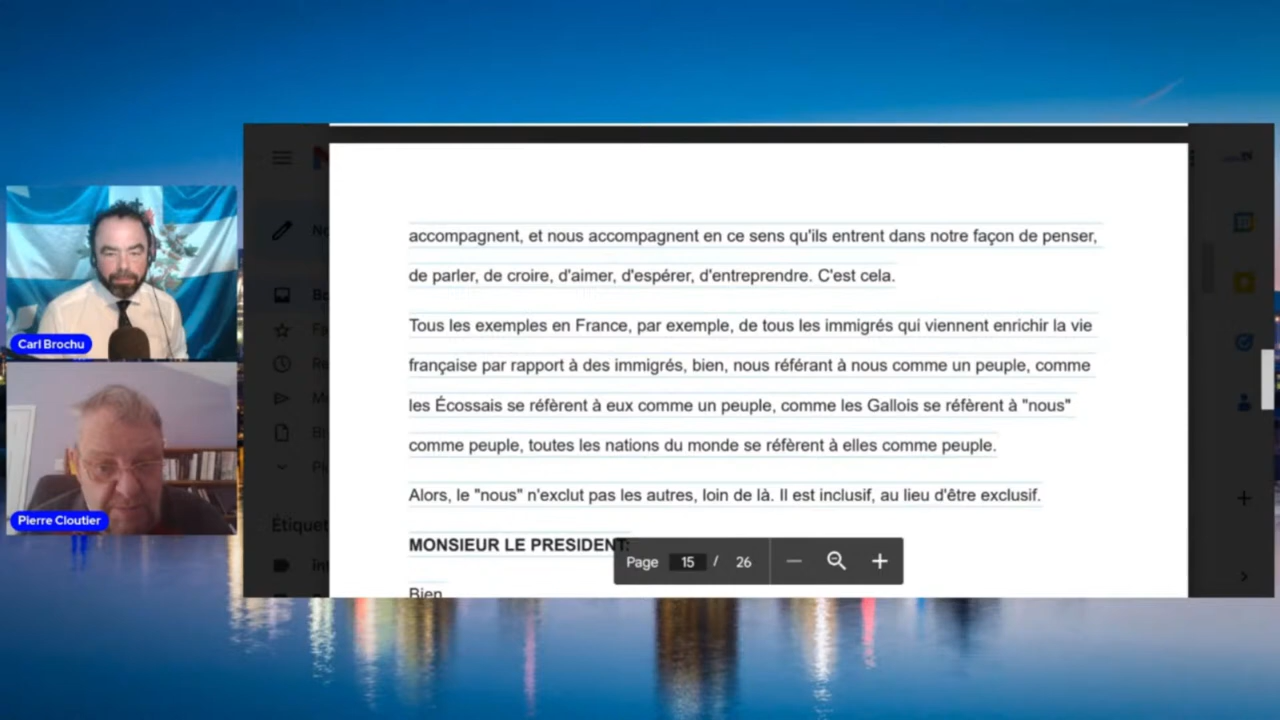 accompagnent, et nous accompagnent en ce sens qu'ils entrent dans notre façon de penser,
de parler, de croire, d'aimer, d'espérer, d'entreprendre. C'est cela.
Tous les exemples en France, par exemple, de tous les immigrés qui viennent enrichir la vie
française par rapport à des immigrés, bien, nous référant à nous comme un peuple, comme
les Écossais se réfèrent à eux comme un peuple, comme les Gallois se réfèrent à "nous"
comme peuple, toutes les nations du monde se réfèrent à elles comme peuple.
Alors, le "nous" n'exclut pas les autres, loin de là. Il est inclusif, au lieu d'être exclusif.
MONSIEUR LE PRESIDENT:
Bien
Page 15 / 26
Carl Brochu
Pierre Cloutier
Étiquet